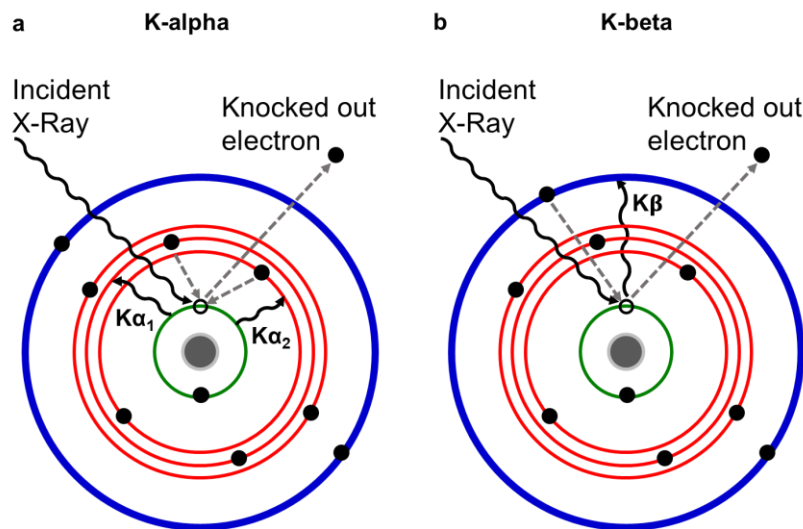 a
K-alpha
Incident
X-Ray
Knocked out
electron
Kα₁
Kα₂
b
K-beta
Incident
X-Ray
Knocked out
electron
Kβ